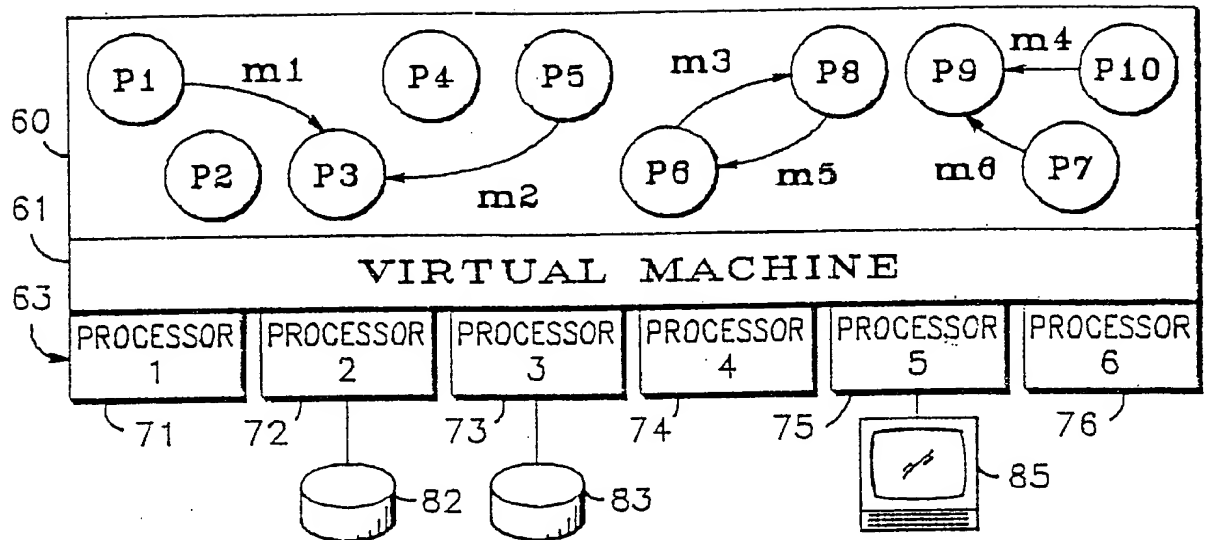 P1
m1
P4
P5
m3
P8
P9
m4
P10
60
P2
P3
m2
P6
m5
m6
P7
61
VIRTUAL MACHINE
63
PROCESSOR
1
PROCESSOR
2
PROCESSOR
3
PROCESSOR
4
PROCESSOR
5
PROCESSOR
6
71
72
73
74
75
76
82
83
85